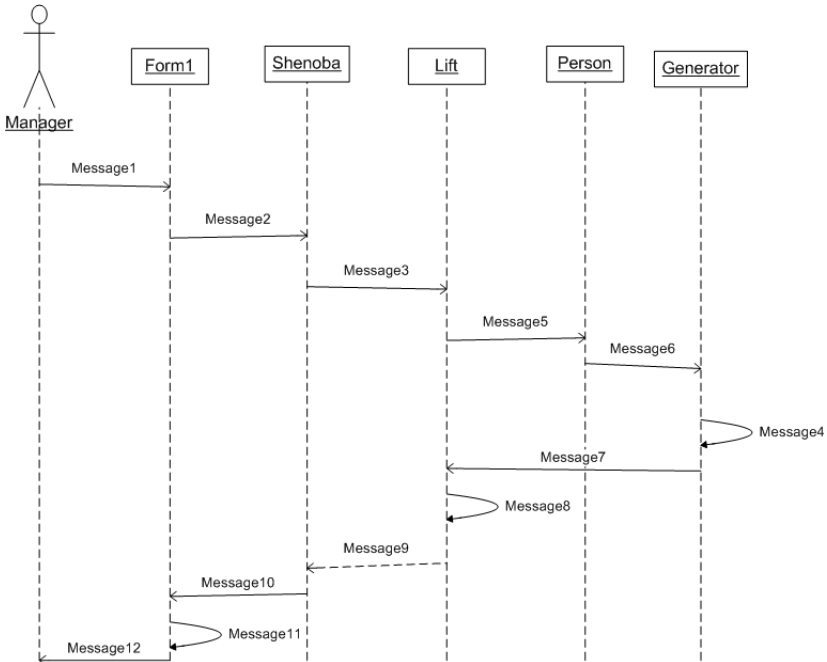 Form1
Shenoba
Lift
Person
Generator
Manager
Message1
Message2
Message3
Message5
Message6
Message4
Message7
Message8
Message9
Message10
Message11
Message12